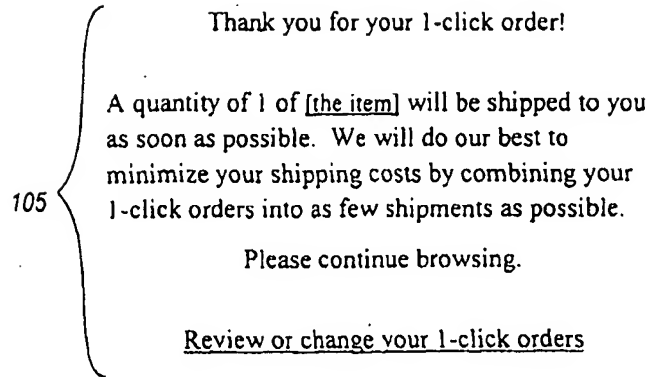 Thank you for your 1-click order!
A quantity of 1 of [the item] will be shipped to you
as soon as possible. We will do our best to
minimize your shipping costs by combining your
105
1-click orders into as few shipments as possible.
Please continue browsing.
Review or change your 1-click orders